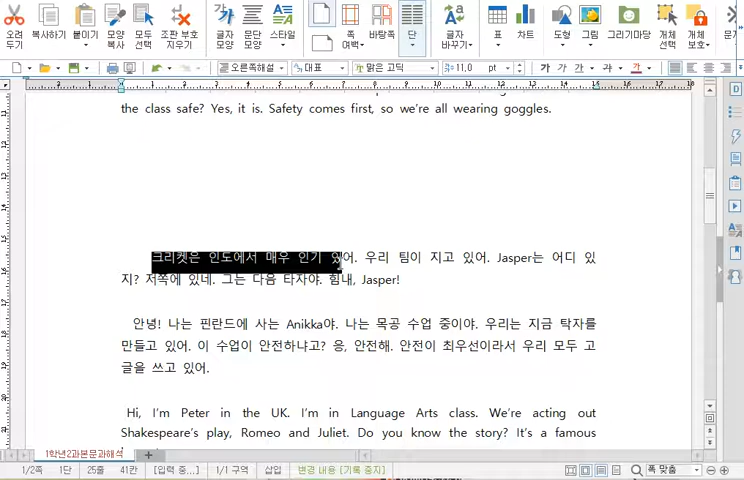 오려 두기
복사하기
붙이기
모양 복사
모두 선택
조판 부호 지우기
글자 모양
문단 모양
스타일
쪽 여백
바탕쪽
단
글자 바꾸기
표
차트
도형
그림
그리기마당
개체 선택
개체 보호
오른쪽해설
대표
맑은 고딕
11.0 pt
가 가 가 가 가
the class safe? Yes, it is. Safety comes first, so we’re all wearing goggles.
크리켓은 인도에서 매우 인기 있어. 우리 팀이 지고 있어. Jasper는 어디 있
지? 저쪽에 있네. 그는 다음 타자야. 힘내, Jasper!
안녕! 나는 핀란드에 사는 Anikka야. 나는 목공 수업 중이야. 우리는 지금 탁자를
만들고 있어. 이 수업이 안전하냐고? 응, 안전해. 안전이 최우선이라서 우리 모두 고
글을 쓰고 있어.
Hi, I’m Peter in the UK. I’m in Language Arts class. We’re acting out
Shakespeare’s play, Romeo and Juliet. Do you know the story? It’s a famous
1학년2과본문과해석
1/2쪽 1단 25줄 41칸 [입력 중...] 1/1 구역 삽입 변경 내용 [기록 중지] 폭 맞춤